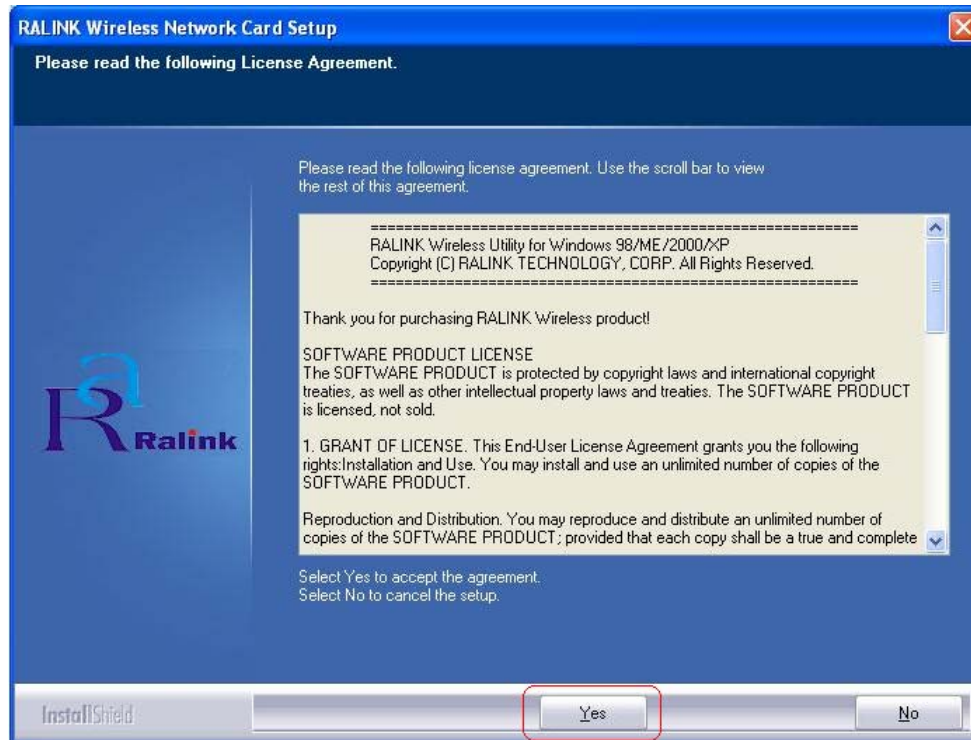 RALINK Wireless Network Card Setup
Please read the following License Agreement.
Please read the following license agreement. Use the scroll bar to view
the rest of this agreement.
==========================================================
RALINK Wireless Utility for Windows 98/ME/2000/XP
Copyright (C) RALINK TECHNOLOGY, CORP. All Rights Reserved.
==========================================================
Thank you for purchasing RALINK Wireless product!
SOFTWARE PRODUCT LICENSE
The SOFTWARE PRODUCT is protected by copyright laws and international copyright
treaties, as well as other intellectual property laws and treaties. The SOFTWARE PRODUCT
is licensed, not sold.
1. GRANT OF LICENSE. This End-User License Agreement grants you the following
rights:Installation and Use. You may install and use an unlimited number of copies of the
SOFTWARE PRODUCT.
Reproduction and Distribution. You may reproduce and distribute an unlimited number of
copies of the SOFTWARE PRODUCT; provided that each copy shall be a true and complete
Ra
Ralink
Select Yes to accept the agreement.
Select No to cancel the setup.
InstallShield
Yes
No